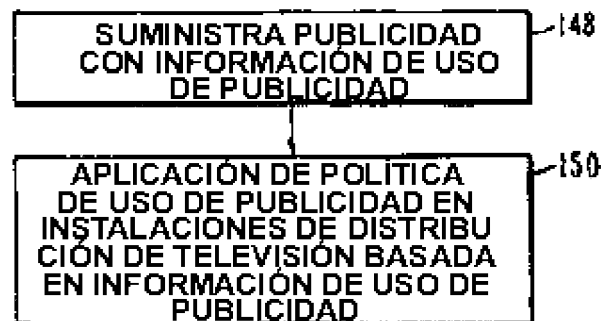 SUMINISTRA PUBLICIDAD
CON INFORMACIÓN DE USO
DE PUBLICIDAD
148
APLICACIÓN DE POLÍTICA
DE USO DE PUBLICIDAD EN
INSTALACIONES DE DISTRIBU
CIÓN DE TELEVISIÓN BASADA
EN INFORMACIÓN DE USO DE
PUBLICIDAD
150